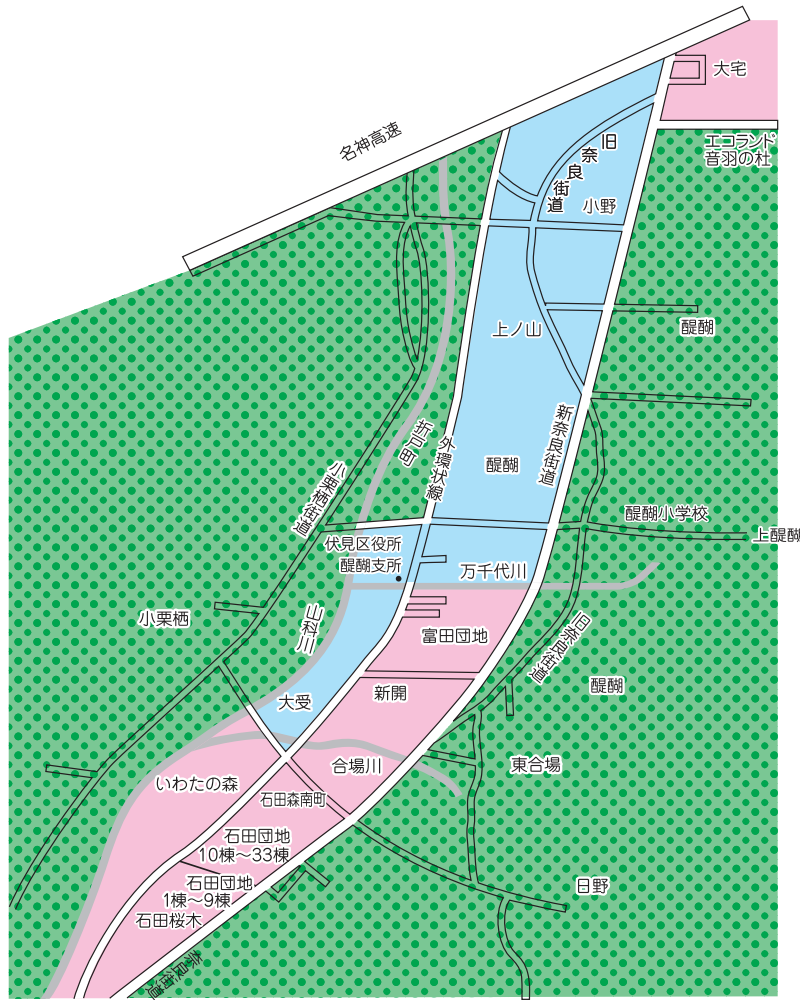 大宅
名神高速
エコランド
音羽の杜
旧奈良街道
小野
上ノ山
醍醐
折戸町
外環状線
新奈良街道
醍醐
小栗栖街道
醍醐小学校
上醍醐
伏見区役所
醍醐支所
万千代川
小栗栖
山科川
富田団地
旧奈良街道
醍醐
新開
大受
合場川
東合場
いわたの森
石田森南町
石田団地
10棟～33棟
石田団地
1棟～9棟
石田桜木
日野
奈良街道